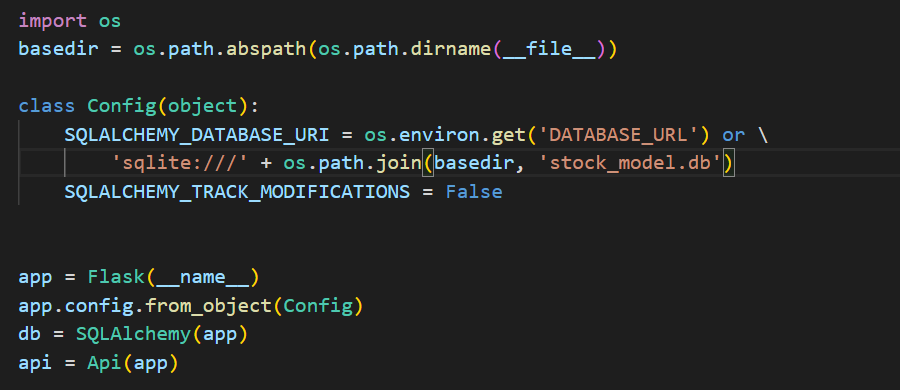 import os
basedir = os.path.abspath(os.path.dirname(__file__))
class Config(object):
SQLALCHEMY_DATABASE_URI = os.environ.get('DATABASE_URL') or \
'sqlite:///' + os.path.join(basedir, 'stock_model.db')
SQLALCHEMY_TRACK_MODIFICATIONS = False
app = Flask(__name__)
app.config.from_object(Config)
db = SQLAlchemy(app)
api = Api(app)